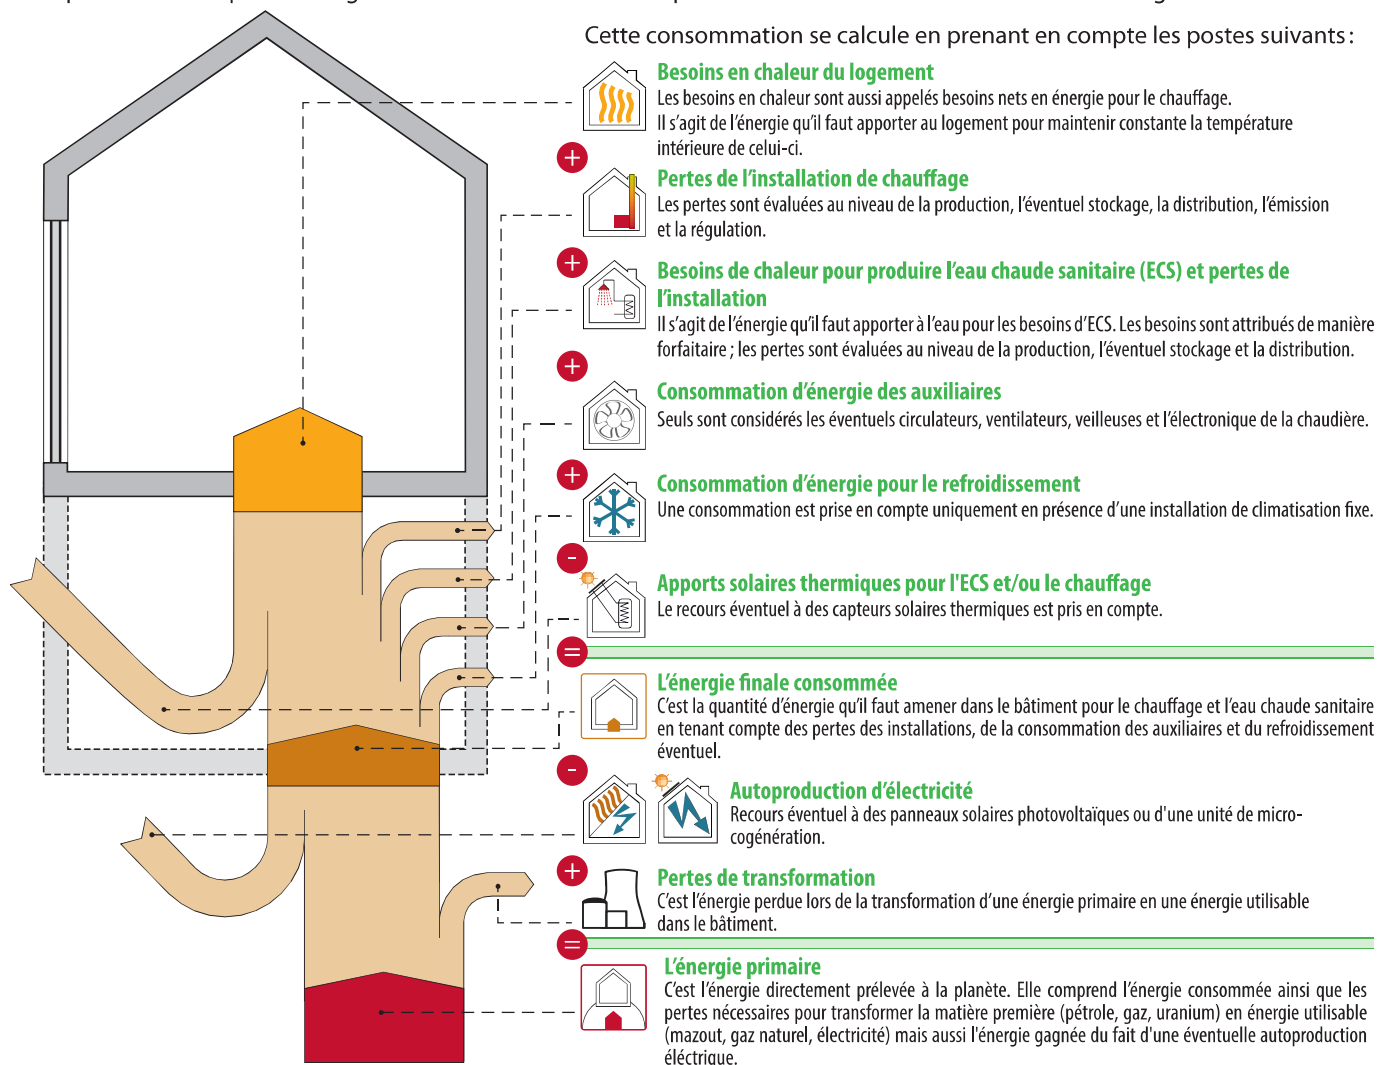 Cette consommation se calcule en prenant en compte les postes suivants :
Besoins en chaleur du logement
Les besoins en chaleur sont aussi appelés besoins nets en énergie pour le chauffage.
Il s'agit de l'énergie qu'il faut apporter au logement pour maintenir constante la température
intérieure de celui-ci.
+
Pertes de l'installation de chauffage
Les pertes sont évaluées au niveau de la production, l'éventuel stockage, la distribution, l'émission
et la régulation.
+
Besoins de chaleur pour produire l'eau chaude sanitaire (ECS) et pertes de
l'installation
Il s'agit de l'énergie qu'il faut apporter à l'eau pour les besoins d'ECS. Les besoins sont attribués de manière
forfaitaire ; les pertes sont évaluées au niveau de la production, l'éventuel stockage et la distribution.
+
Consommation d'énergie des auxiliaires
Seuls sont considérés les éventuels circulateurs, ventilateurs, veilleuses et l'électronique de la chaudière.
+
Consommation d'énergie pour le refroidissement
Une consommation est prise en compte uniquement en présence d'une installation de climatisation fixe.
-
Apports solaires thermiques pour l'ECS et/ou le chauffage
Le recours éventuel à des capteurs solaires thermiques est pris en compte.
=
L'énergie finale consommée
C'est la quantité d'énergie qu'il faut amener dans le bâtiment pour le chauffage et l'eau chaude sanitaire
en tenant compte des pertes des installations, de la consommation des auxiliaires et du refroidissement
éventuel.
-
Autoproduction d'électricité
Recours éventuel à des panneaux solaires photovoltaïques ou d'une unité de micro-
cogénération.
+
Pertes de transformation
C'est l'énergie perdue lors de la transformation d'une énergie primaire en une énergie utilisable
dans le bâtiment.
=
L'énergie primaire
C'est l'énergie directement prélevée à la planète. Elle comprend l'énergie consommée ainsi que les
pertes nécessaires pour transformer la matière première (pétrole, gaz, uranium) en énergie utilisable
(mazout, gaz naturel, électricité) mais aussi l'énergie gagnée du fait d'une éventuelle autoproduction
éléctrique.